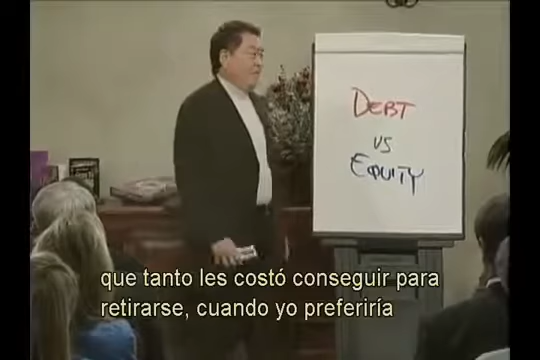 DEBT
vs
EQUITY
que tanto les costó conseguir para
retirarse, cuando yo preferiría